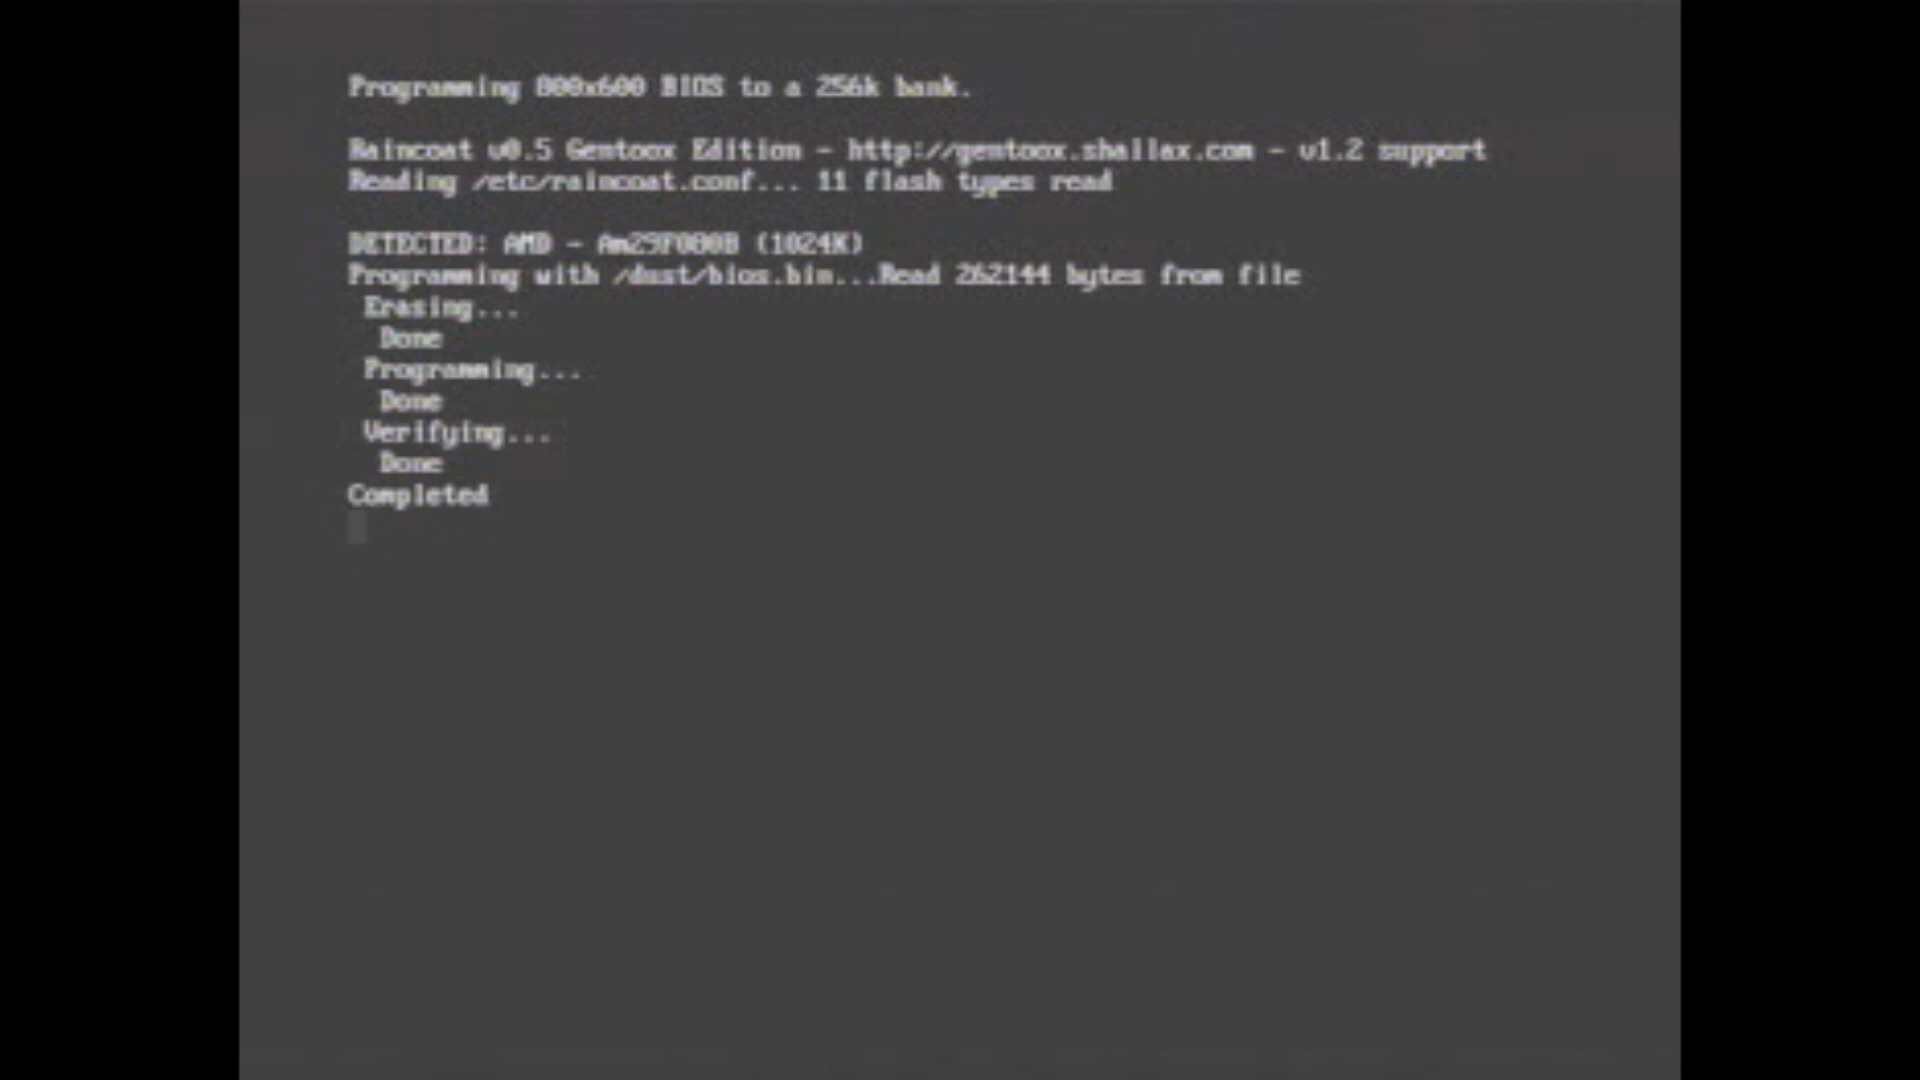 Programming 800x600 BIOS to a 256k bank.
Raincoat v0.5 Gentoox Edition - http://gentoox.shallax.com - v1.2 support
Reading /etc/raincoat.conf... 11 flash types read
DETECTED: AMD - Am29F080B (1024K)
Programming with /dust/bios.bin...Read 262144 bytes from file
Erasing...
Done
Programming...
Done
Verifying...
Done
Completed